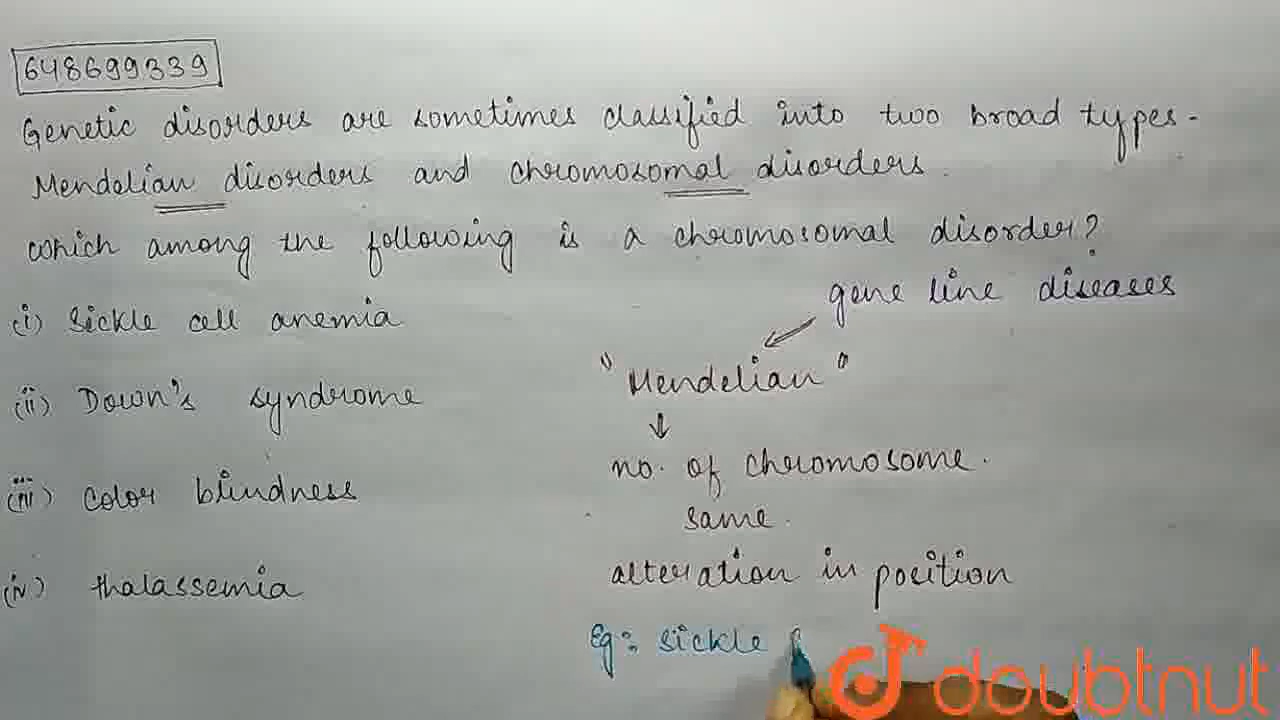 648699339
Genetic disorders are sometimes classified into two broad types-
Mendelian disorders and chromosomal disorders.
which among the following is a chromosomal disorder?
(i) Sickle cell anemia
(ii) Down's syndrome
(iii) Color blindness
(iv) thalassemia
gene line diseases
"Mendelian"
↓
no. of chromosome.
same.
alteration in position
Eg: sickle
doubtnut